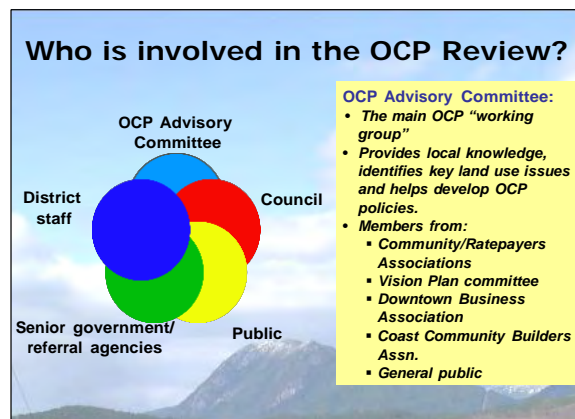 Who is involved in the OCP Review?
OCP Advisory
Committee
District
staff
Council
Senior government/
referral agencies
Public
OCP Advisory Committee:
• The main OCP “working
group”
• Provides local knowledge,
identifies key land use issues
and helps develop OCP
policies.
• Members from:
▪ Community/Ratepayers
Associations
▪ Vision Plan committee
▪ Downtown Business
Association
▪ Coast Community Builders
Assn.
▪ General public